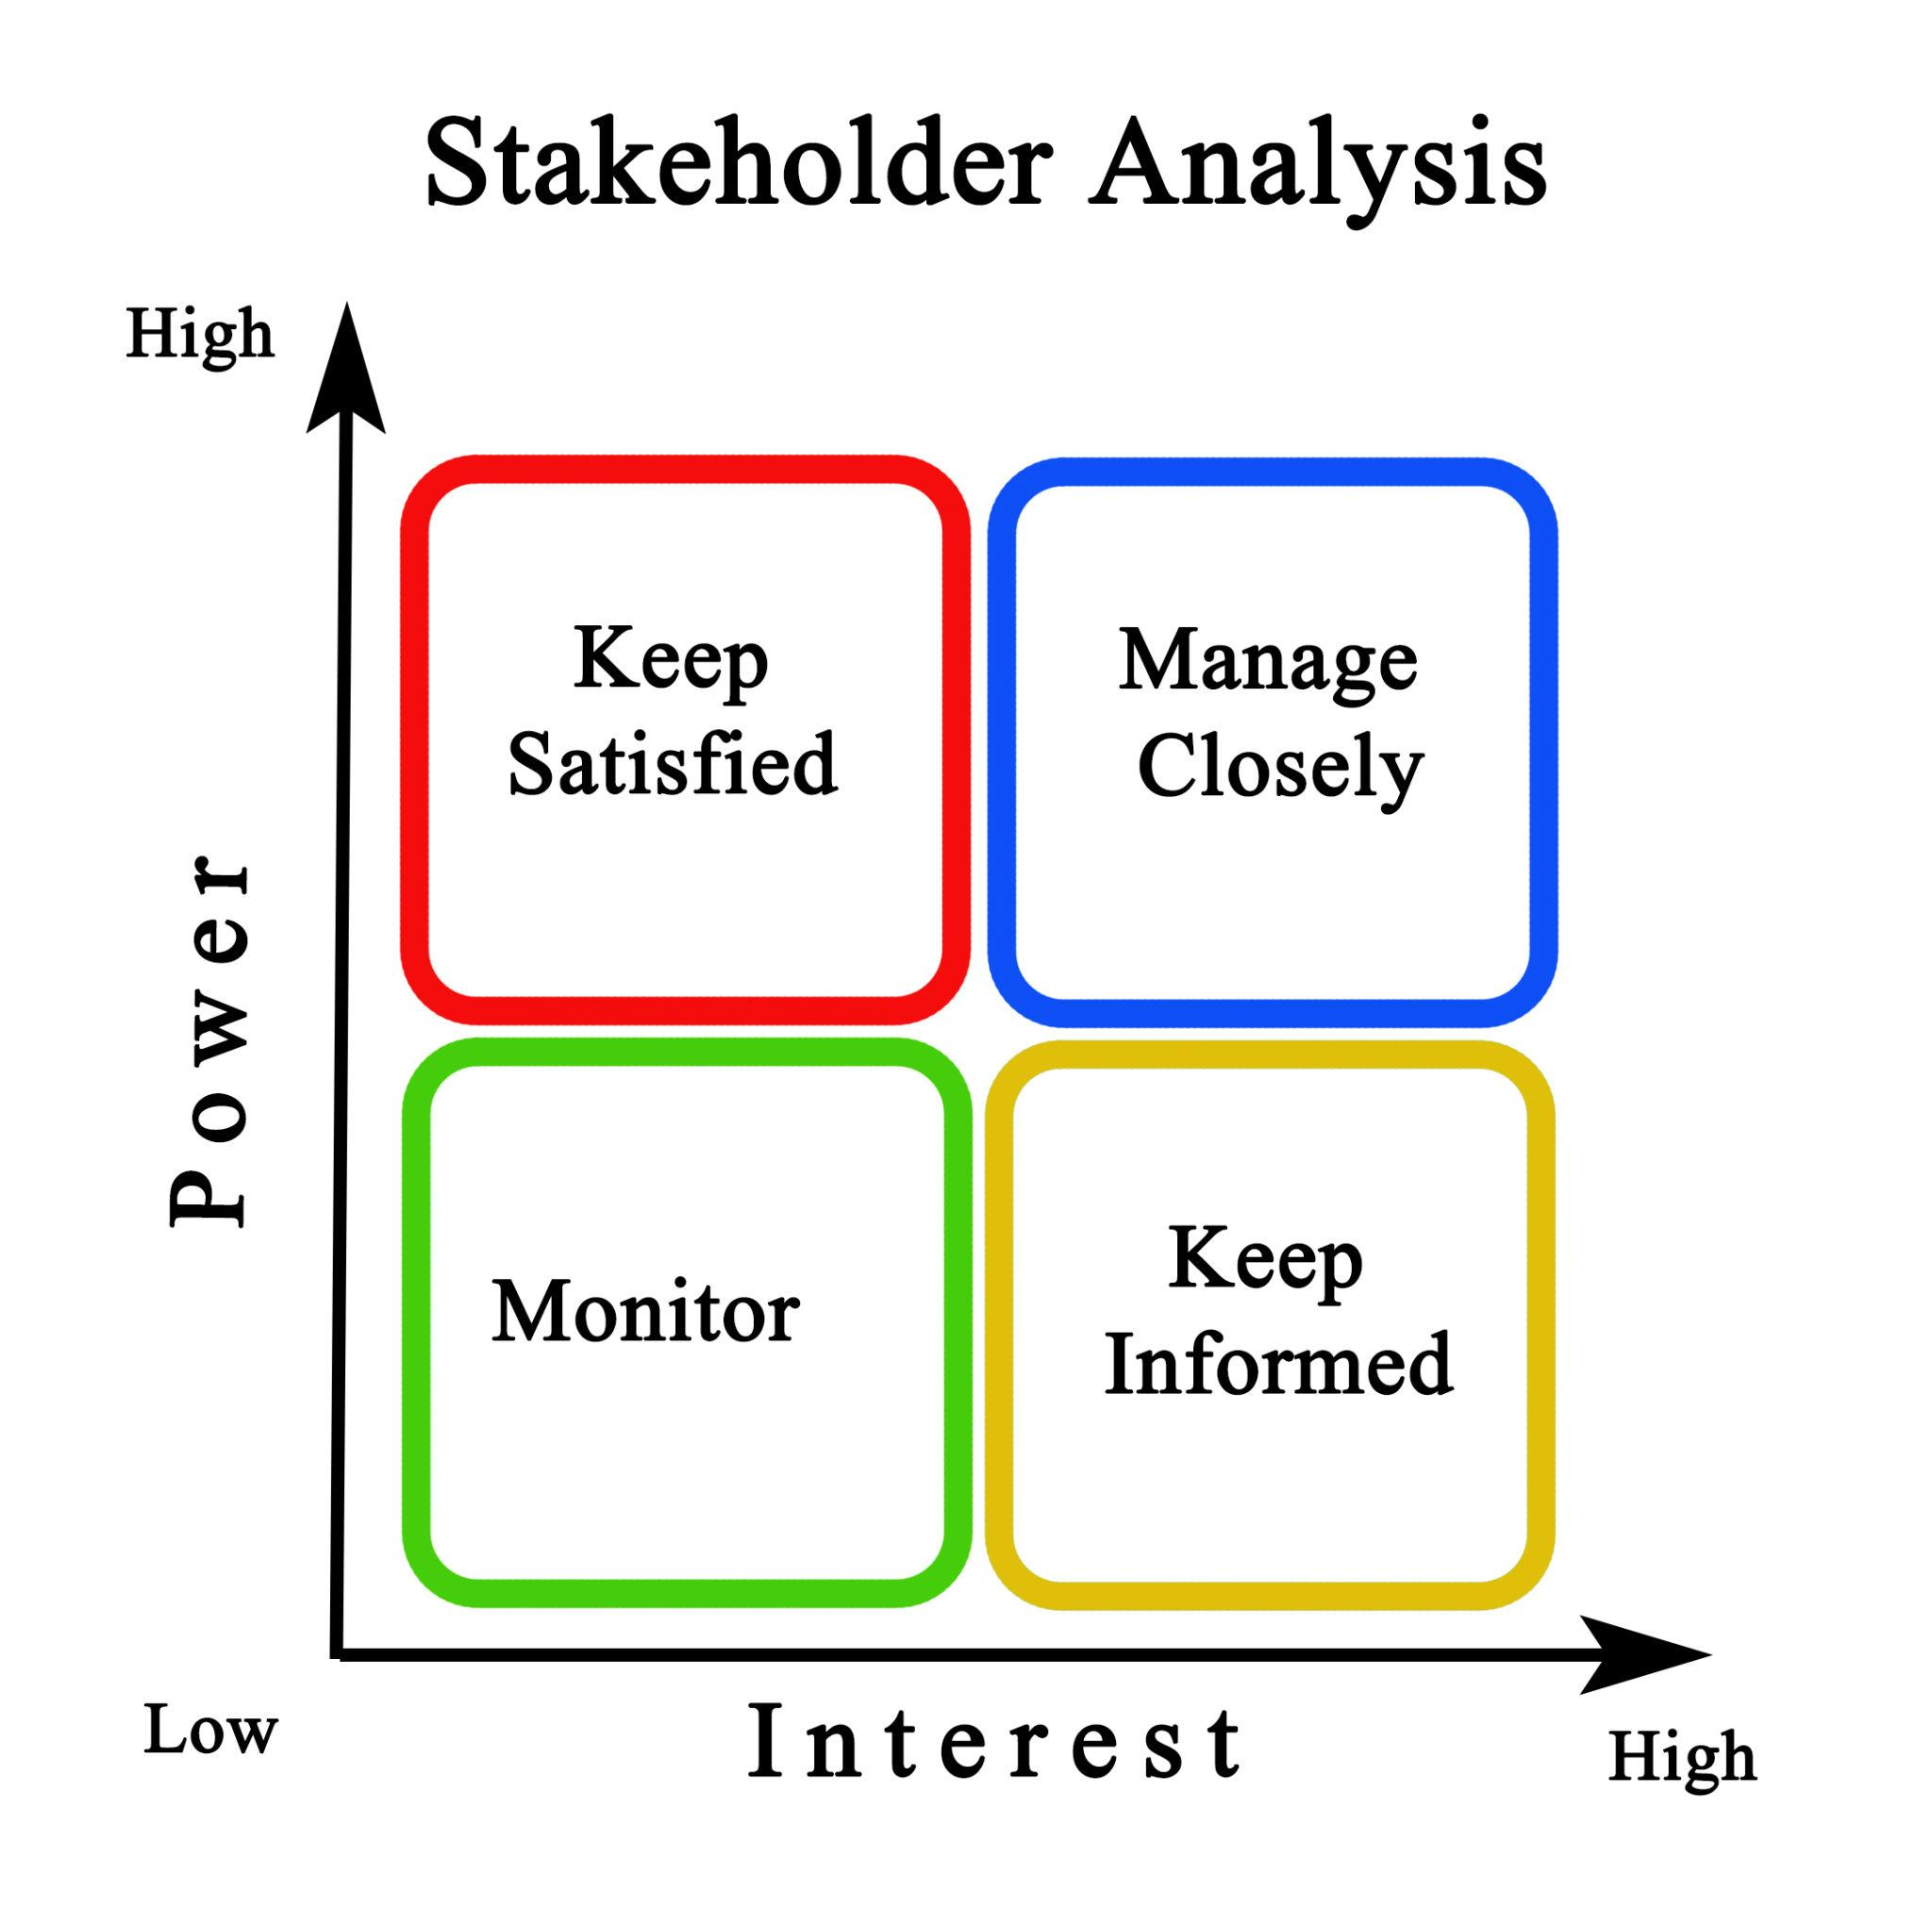 Stakeholder Analysis
High
Keep
Satisfied
Manage
Closely
Power
Monitor
Keep
Informed
Low
Interest
High